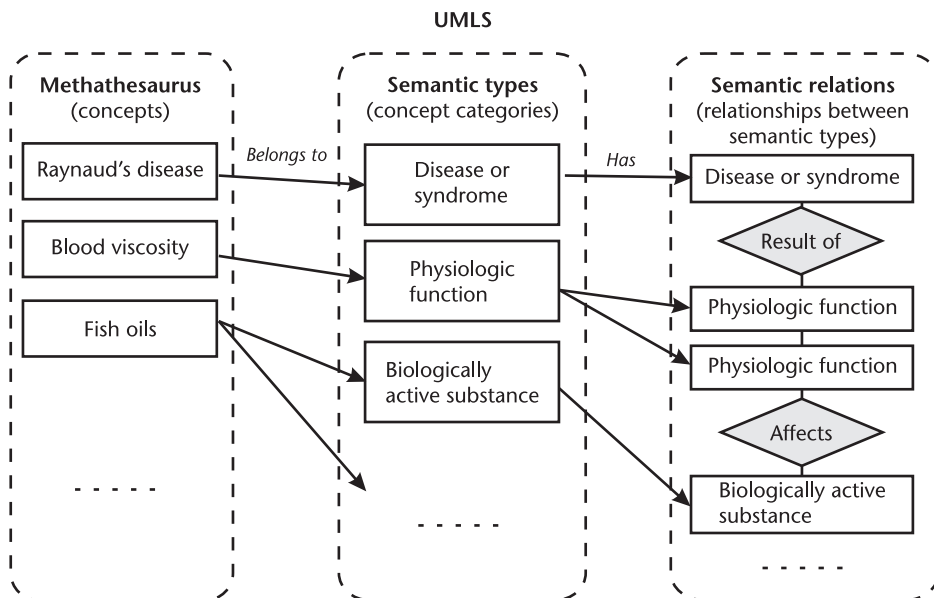 UMLS
Methathesaurus
(concepts)
Raynaud's disease
Blood viscosity
Fish oils
- - - - - -
Belongs to
Semantic types
(concept categories)
Disease or
syndrome
Physiologic
function
Biologically
active substance
- - - - - -
Has
Semantic relations
(relationships between
semantic types)
Disease or syndrome
Result of
Physiologic function
Physiologic function
Affects
Biologically active
substance
- - - - - -